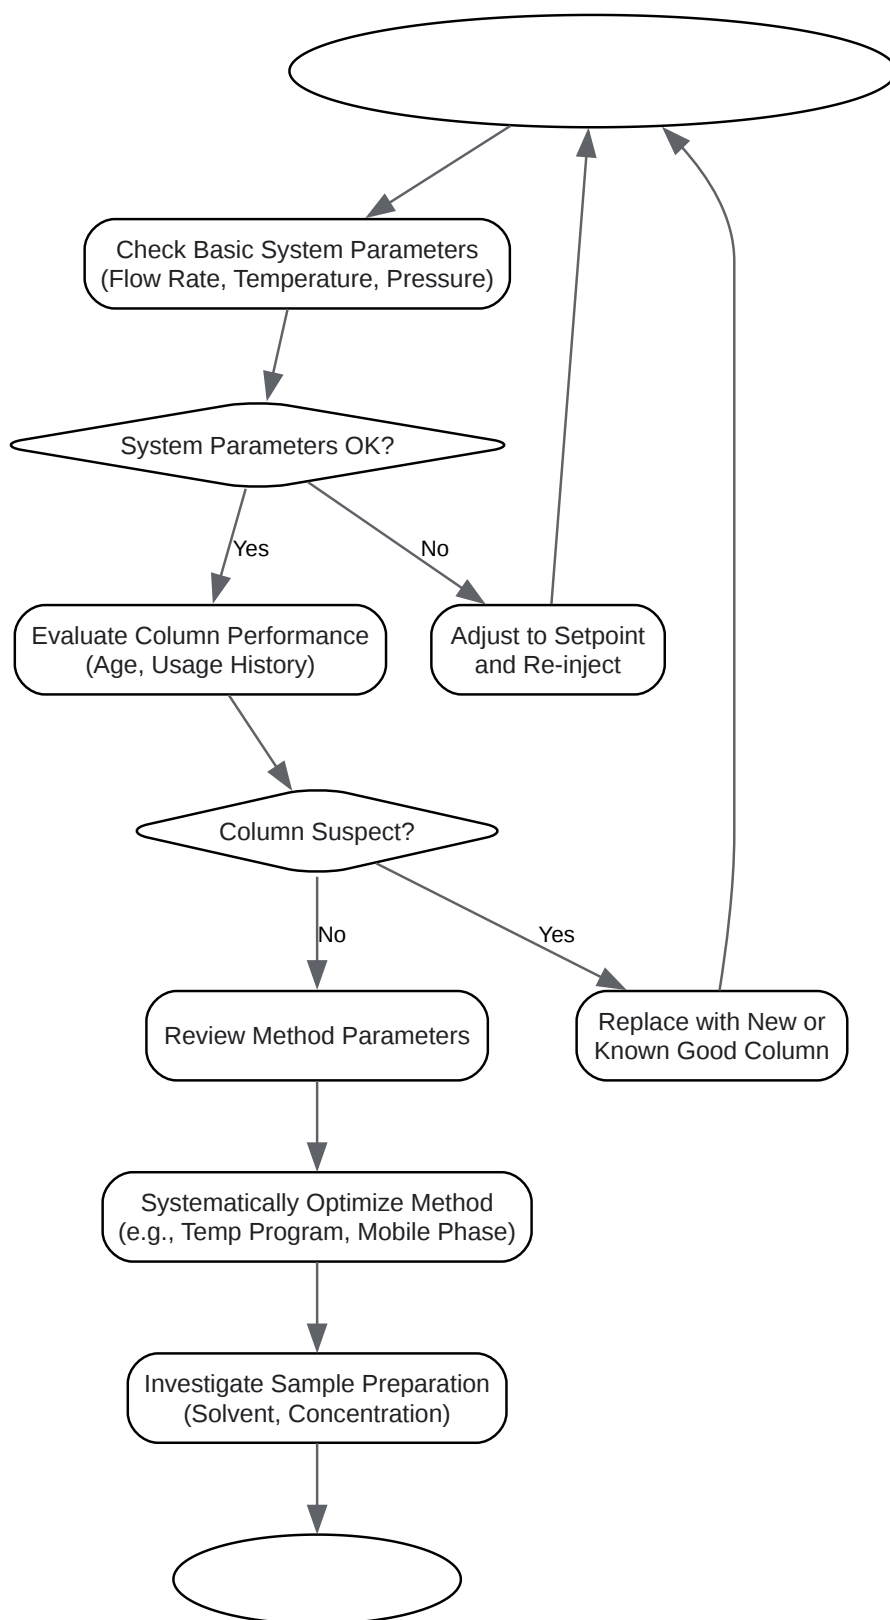 Check Basic System Parameters
(Flow Rate, Temperature, Pressure)
System Parameters OK?
Yes
No
Evaluate Column Performance
(Age, Usage History)
Adjust to Setpoint
and Re-inject
Column Suspect?
No
Yes
Review Method Parameters
Replace with New or
Known Good Column
Systematically Optimize Method
(e.g., Temp Program, Mobile Phase)
Investigate Sample Preparation
(Solvent, Concentration)